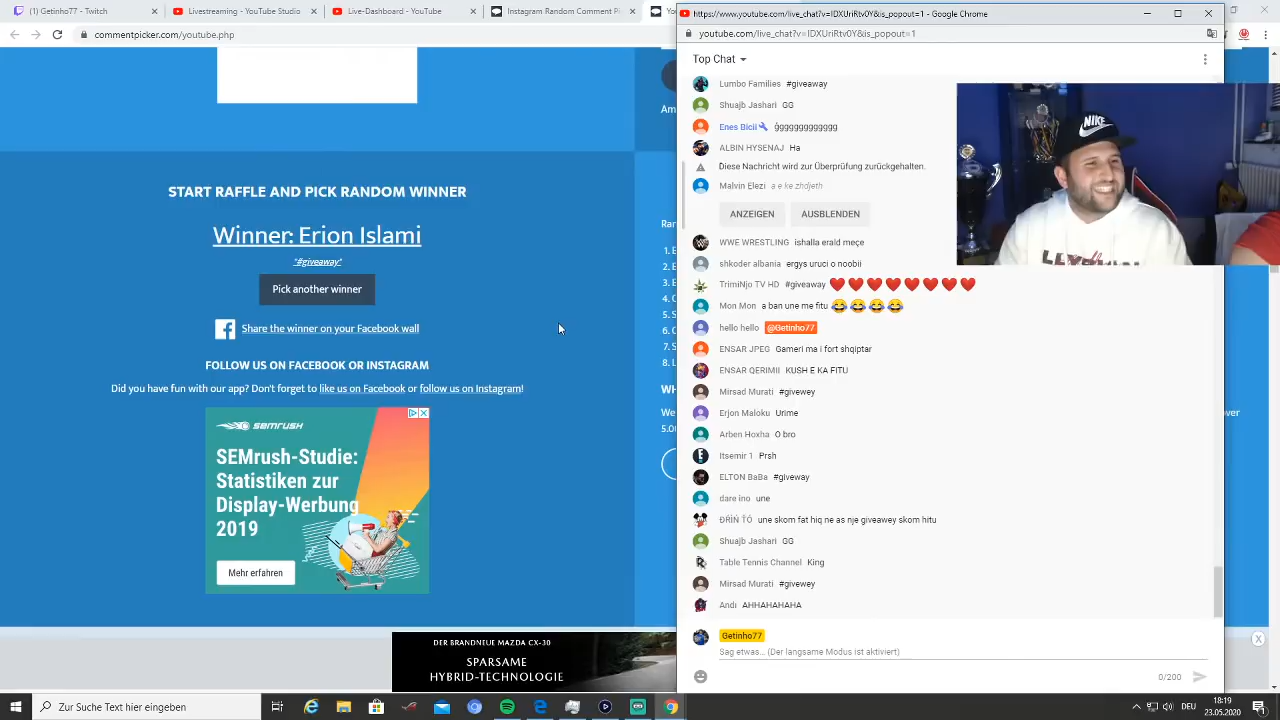 (1) Getinho77 - Twitch
Livestreaming - YouTube Studio
Live-Dashboard - YouTube
Instagram Random Comment Pi
https://www.youtube.com/live_chat?v=IDXUriRtv0Y&is_popout=1 - Google Chrome
commentpicker.com/youtube.php
youtube.com/live_chat?v=IDXUriRtv0Y&is_popout=1
Top Chat
START RAFFLE AND PICK RANDOM WINNER
Winner: Erion Islami
"#giveaway"
Pick another winner
Share the winner on your Facebook wall
FOLLOW US ON FACEBOOK OR INSTAGRAM
Did you have fun with our app? Don't forget to like us on Facebook or follow us on Instagram!
SEMRUSH
SEMrush-Studie:
Statistiken zur
Display-Werbung
2019
Mehr erfahren
DER BRANDNEUE MAZDA CX-30
SPARSAME
HYBRID-TECHNOLOGIE
Lumbo Families #giveaway
Shuajb Jashari GG
Enes Bicil ggggggggggggg
ALBIN HYSENAJ Ha
Diese Nachricht wird zur Überprüfung zurückgehalten.
Malvin Elezi a e ke zhdjeth
ANZEIGEN AUSBLENDEN
WWE WRESTLING ishalla erald meçe
shkoder albania ergys uruci o noobii
TrimiNjo TV HD #giveaway ❤❤❤❤❤❤❤❤
Mon Mon a ban une me fitu 😂😂😂😂
hello hello @Getinho77
ENSAR JPEG Gameri ma i fort shqiptar
ENSAR QERIMII KUSH E KA FITU
Mirsad Murati #givewey
Erjon Maloku Urime
Arben Hoxha O bro
Itsemir 1 Prsh
ELTON BaBa #giveway
dare ino une
ĐŘÏŃ ŤÓ une skom fat hiq ne as nje giveawey skom hitu
Shuajb Jashari GG
Table Tennis Channel King
Mirsad Murati #givewey
Andi AHHAHAHAHA
Getinho77
Sag etwas... (Der langsame Modus ist aktiviert)
0/200
NIKE
Zur Suche Text hier eingeben
DEU
18:19
23.05.2020